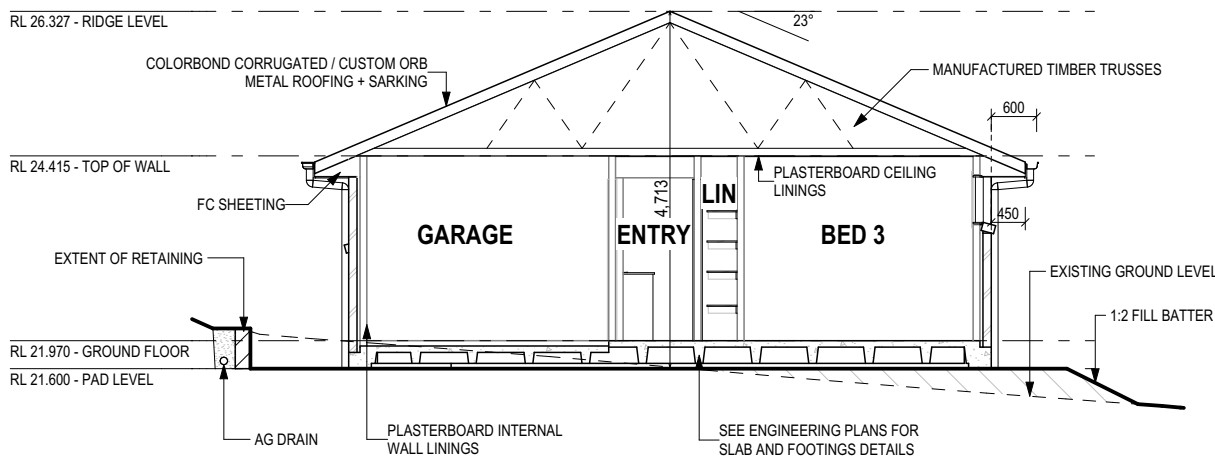 RL 26.327 - RIDGE LEVEL
23°
COLORBOND CORRUGATED / CUSTOM ORB
METAL ROOFING + SARKING
MANUFACTURED TIMBER TRUSSES
600
RL 24.415 - TOP OF WALL
PLASTERBOARD CEILING
LININGS
FC SHEETING
4,713
LIN
450
GARAGE
ENTRY
BED 3
EXTENT OF RETAINING
EXISTING GROUND LEVEL
1:2 FILL BATTER
RL 21.970 - GROUND FLOOR
RL 21.600 - PAD LEVEL
AG DRAIN
PLASTERBOARD INTERNAL
WALL LININGS
SEE ENGINEERING PLANS FOR
SLAB AND FOOTINGS DETAILS